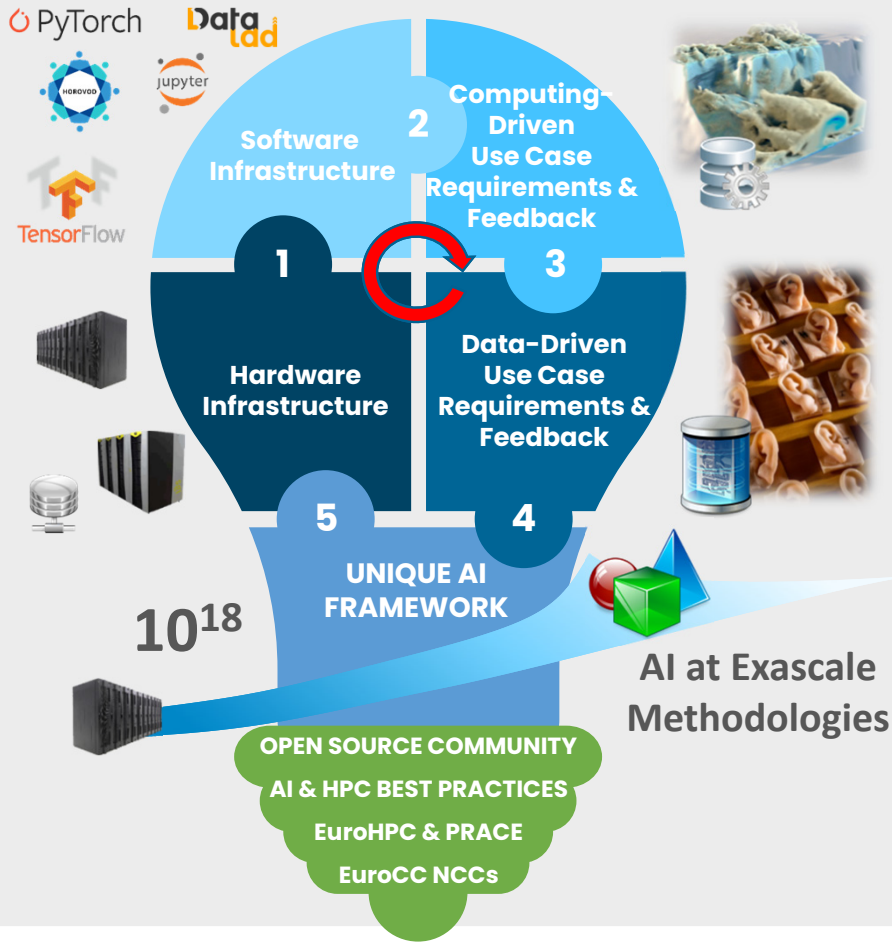 PyTorch
Data
lad
HOROVOD
jupyter
TensorFlow
2
Software
Infrastructure
Computing-
Driven
Use Case
Requirements &
Feedback
1
3
Hardware
Infrastructure
Data-Driven
Use Case
Requirements &
Feedback
5
4
UNIQUE AI
FRAMEWORK
10¹⁸
AI at Exascale
Methodologies
OPEN SOURCE COMMUNITY
AI & HPC BEST PRACTICES
EuroHPC & PRACE
EuroCC NCCs